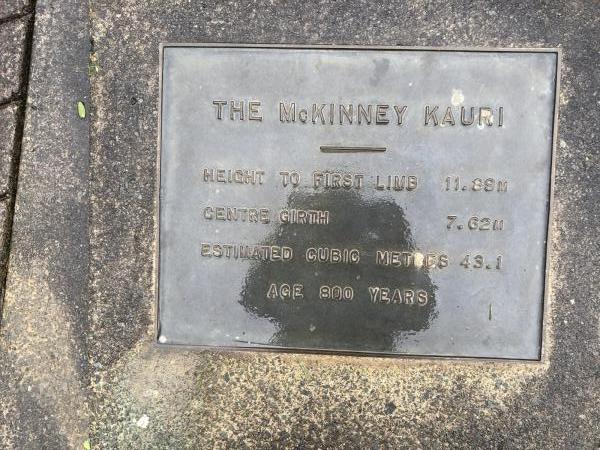 THE McKINNEY KAURI
HEIGHT TO FIRST LIMB 11.89M
CENTRE GIRTH 7.62M
ESTIMATED CUBIC METRES 43.1
AGE 800 YEARS